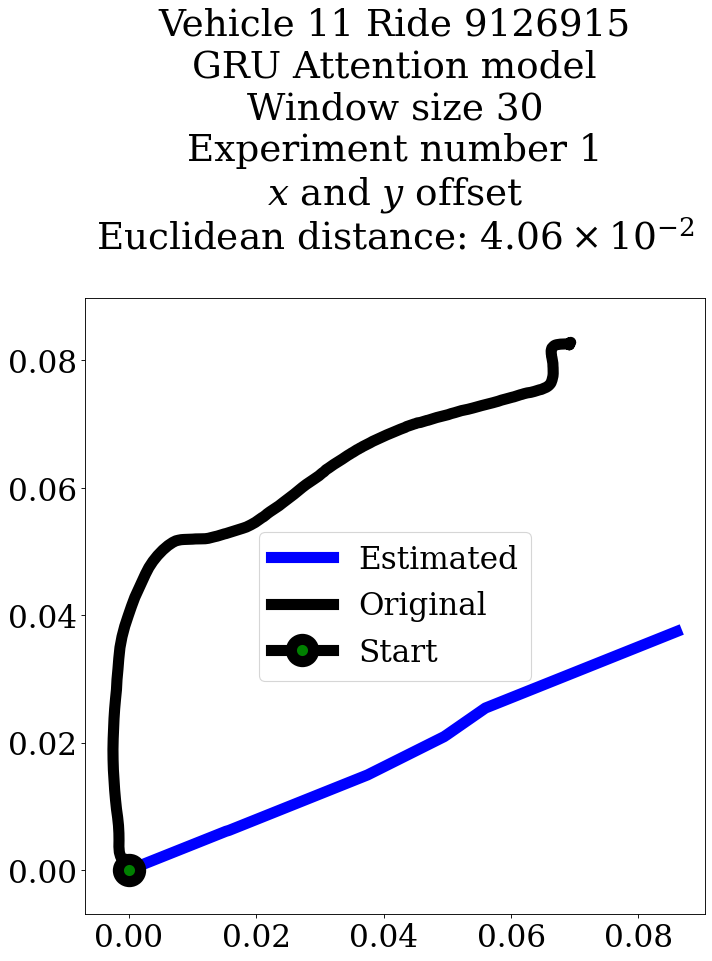 Vehicle 11 Ride 9126915
GRU Attention model
Window size 30
Experiment number 1
x and y offset
Euclidean distance: 4.06 × 10⁻²
0.08
0.06
0.04
0.02
0.00
Estimated
Original
Start
0.00 0.02 0.04 0.06 0.08